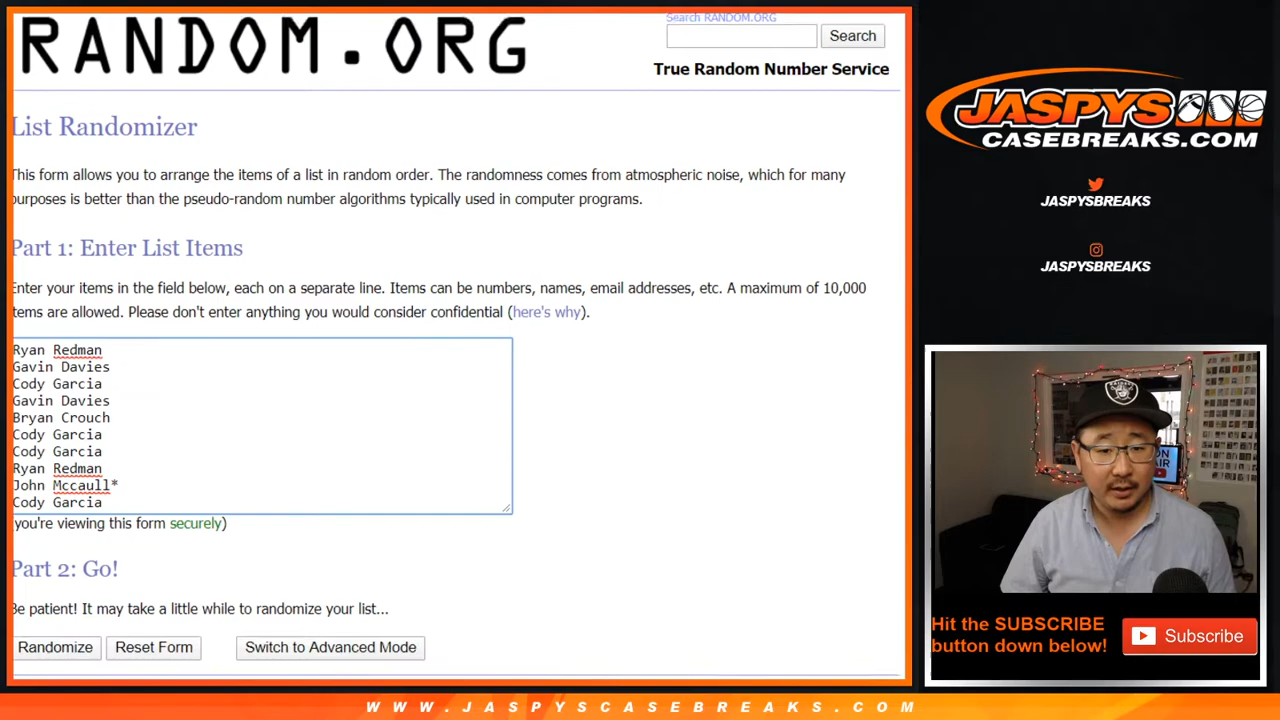 RANDOM.ORG
Search RANDOM.ORG
Search
True Random Number Service
List Randomizer
This form allows you to arrange the items of a list in random order. The randomness comes from atmospheric noise, which for many
purposes is better than the pseudo-random number algorithms typically used in computer programs.
Part 1: Enter List Items
Enter your items in the field below, each on a separate line. Items can be numbers, names, email addresses, etc. A maximum of 10,000
items are allowed. Please don't enter anything you would consider confidential (here's why).
Ryan Redman
Gavin Davies
Cody Garcia
Gavin Davies
Bryan Crouch
Cody Garcia
Cody Garcia
Ryan Redman
John Mccaull*
Cody Garcia
(you're viewing this form securely)
Part 2: Go!
Be patient! It may take a little while to randomize your list...
Randomize
Reset Form
Switch to Advanced Mode
JASPYS
CASEBREAKS.COM
JASPYSBREAKS
JASPYSBREAKS
RAIDERS
ON
AIR
Hit the SUBSCRIBE
button down below!
Subscribe
WWW.JASPYSCASEBREAKS.COM